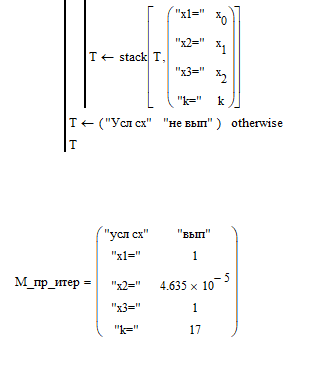 "x1=" x0
"x2=" x1
T ← stack T,
"x3=" x2
"k=" k
T ← ("Усл сх" "не вып") otherwise
T
"усл сх" "вып"
"x1=" 1
М_пр_итер = "x2=" 4.635 × 10^-5
"x3=" 1
"k=" 17